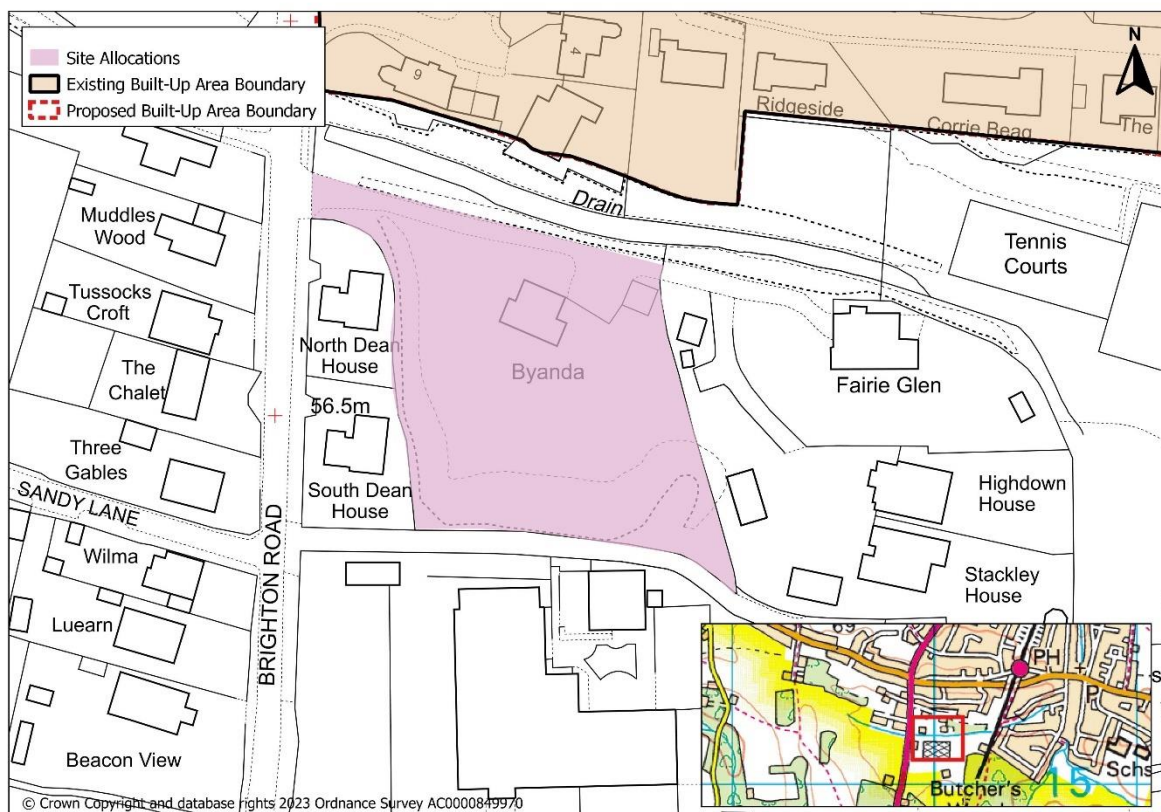 Site Allocations
Existing Built-Up Area Boundary
Proposed Built-Up Area Boundary
N
4
9
Ridgeside
Corrie Beag
The
Drain
Muddles
Wood
Tennis
Courts
Tussocks
Croft
North Dean
House
The
Chalet
Byanda
Fairie Glen
56.5m
Three
Gables
South Dean
House
Highdown
House
SANDY LANE
BRIGHTON ROAD
Wilma
Stackley
House
Luearn
Beacon View
69
PH
P
Schs
15
Butcher's
© Crown Copyright and database rights 2023 Ordnance Survey AC0000849970